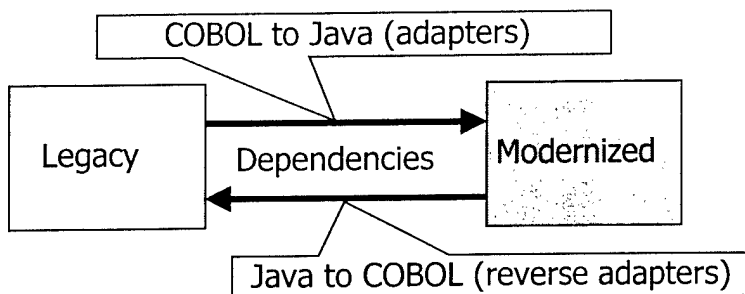 COBOL to Java (adapters)
Legacy
Dependencies
Modernized
Java to COBOL (reverse adapters)